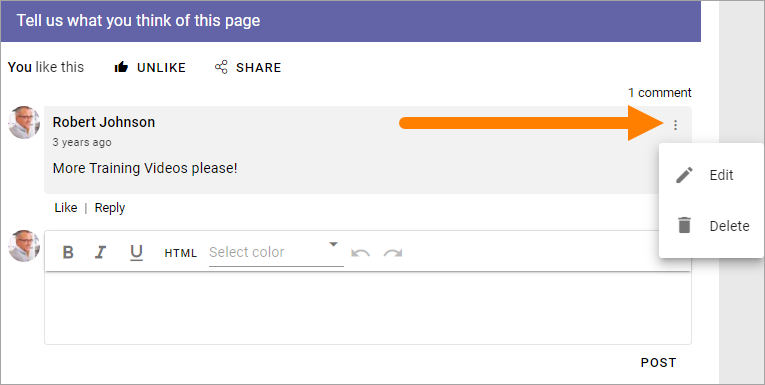 Tell us what you think of this page
You like this UNLIKE SHARE
1 comment
Robert Johnson
3 years ago
More Training Videos please!
Edit
Delete
Like | Reply
B I U HTML Select color
POST